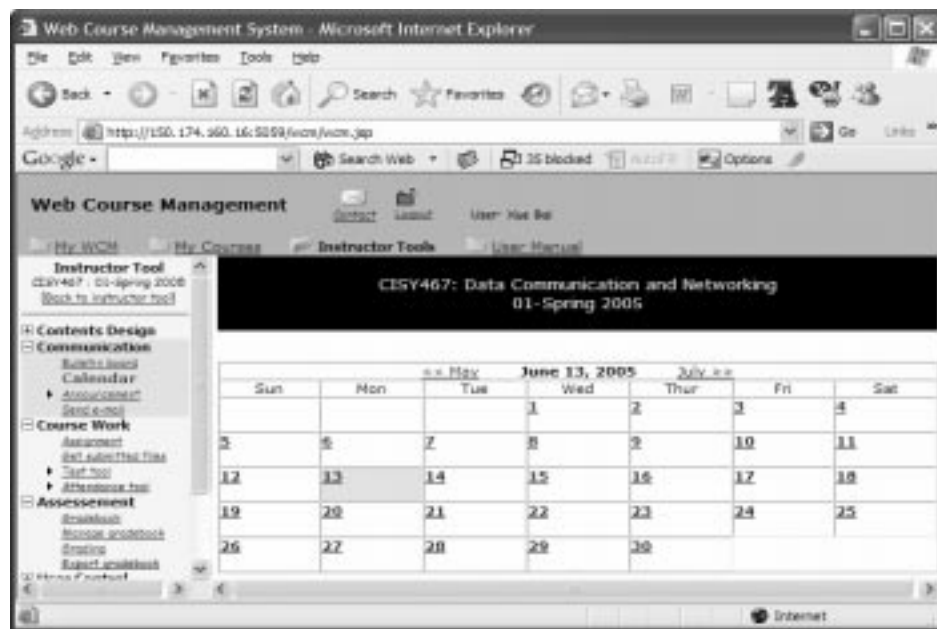 Web Course Management System - Microsoft Internet Explorer
File Edit View Favorites Tools Help
Back Search Favorites
Address http://150.174.160.16:5059/wcm/wcm.jsp Go Links
Google Search Web 35 blocked Options
Web Course Management
Contact Logout User: Xue Bai
My WCM My Courses Instructor Tools User Manual
Instructor Tool
CISY467 : 01-Spring 2005
[Back to instructor tool]
Contents Design
Communication
Bulletin board
Calendar
Announcement
Send e-mail
Course Work
Assignment
Get submitted files
Test tool
Attendance tool
Assessement
Gradebook
Manage gradebook
Grading
Export gradebook
CISY467: Data Communication and Networking
01-Spring 2005
<< May June 13, 2005 July >>
Sun Mon Tue Wed Thur Fri Sat
1 2 3 4
5 6 7 8 9 10 11
12 13 14 15 16 17 18
19 20 21 22 23 24 25
26 27 28 29 30
Internet